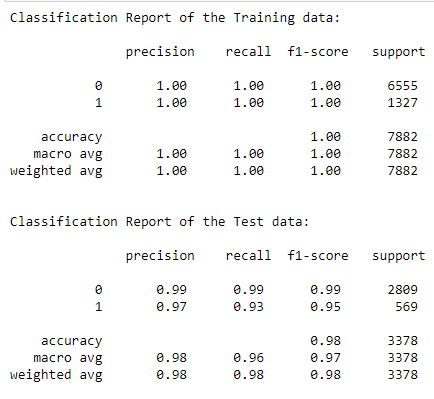 Classification Report of the Training data:
precision recall f1-score support
0 1.00 1.00 1.00 6555
1 1.00 1.00 1.00 1327
accuracy 1.00 7882
macro avg 1.00 1.00 1.00 7882
weighted avg 1.00 1.00 1.00 7882
Classification Report of the Test data:
precision recall f1-score support
0 0.99 0.99 0.99 2809
1 0.97 0.93 0.95 569
accuracy 0.98 3378
macro avg 0.98 0.96 0.97 3378
weighted avg 0.98 0.98 0.98 3378